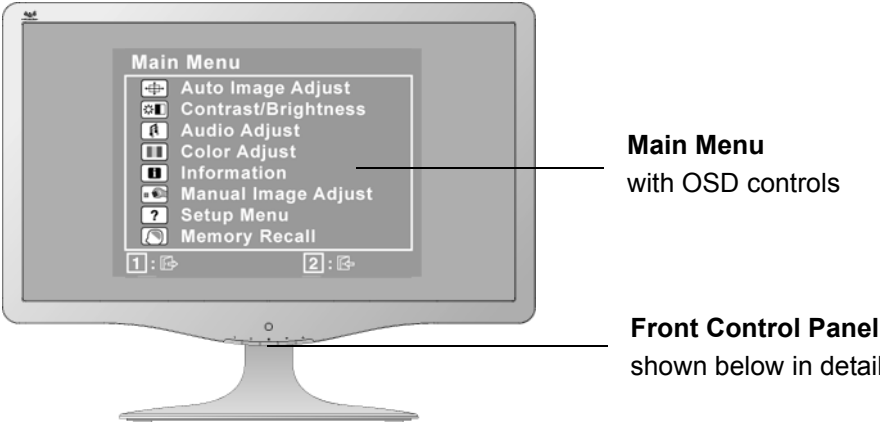 Main Menu
Auto Image Adjust
Contrast/Brightness
Audio Adjust
Color Adjust
Information
Manual Image Adjust
? Setup Menu
Memory Recall
1 : 2 :
Main Menu
with OSD controls
Front Control Panel
shown below in detail